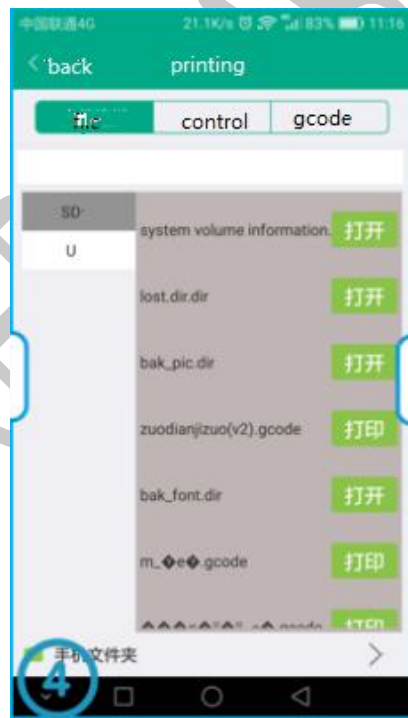 中国联通4G 21.1K/s 83% 11:16
back printing
file control gcode
SD
U
system volume information. 打开
lost.dir.dir 打开
bak_pic.dir 打开
zuodianjizuo(v2).gcode 打印
bak_font.dir 打开
m_�e�.gcode 打印
打印
手机文件夹
4